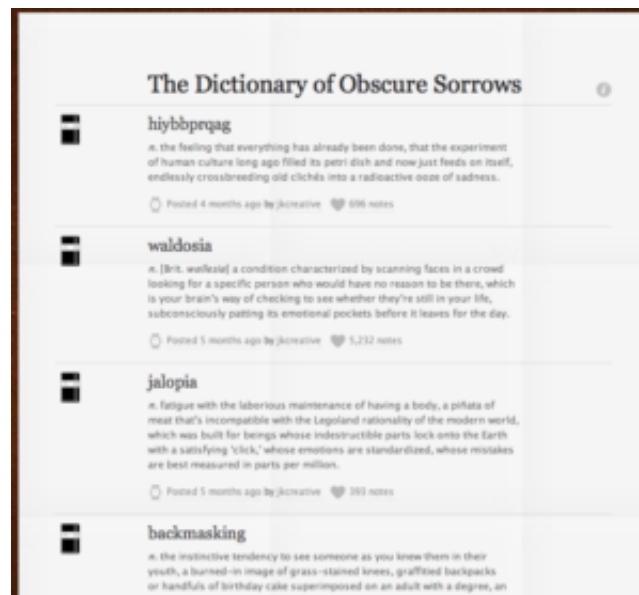 The Dictionary of Obscure Sorrows
hiybbprqag
n. the feeling that everything has already been done, that the experiment
of human culture long ago filled its petri dish and now just feeds on itself,
endlessly crossbreeding old clichés into a radioactive ooze of sadness.
Posted 4 months ago by jkcreative 696 notes
waldosia
n. [Brit. wallesia] a condition characterized by scanning faces in a crowd
looking for a specific person who would have no reason to be there, which
is your brain's way of checking to see whether they're still in your life,
subconsciously patting its emotional pockets before it leaves for the day.
Posted 5 months ago by jkcreative 5,232 notes
jalopia
n. fatigue with the laborious maintenance of having a body, a piñata of
meat that's incompatible with the Legoland rationality of the modern world,
which was built for beings whose indestructible parts lock onto the Earth
with a satisfying 'click,' whose emotions are standardized, whose mistakes
are best measured in parts per million.
Posted 5 months ago by jkcreative 393 notes
backmasking
n. the instinctive tendency to see someone as you knew them in their
youth, a burned-in image of grass-stained knees, graffitied backpacks
or handfuls of birthday cake superimposed on an adult with a degree, an